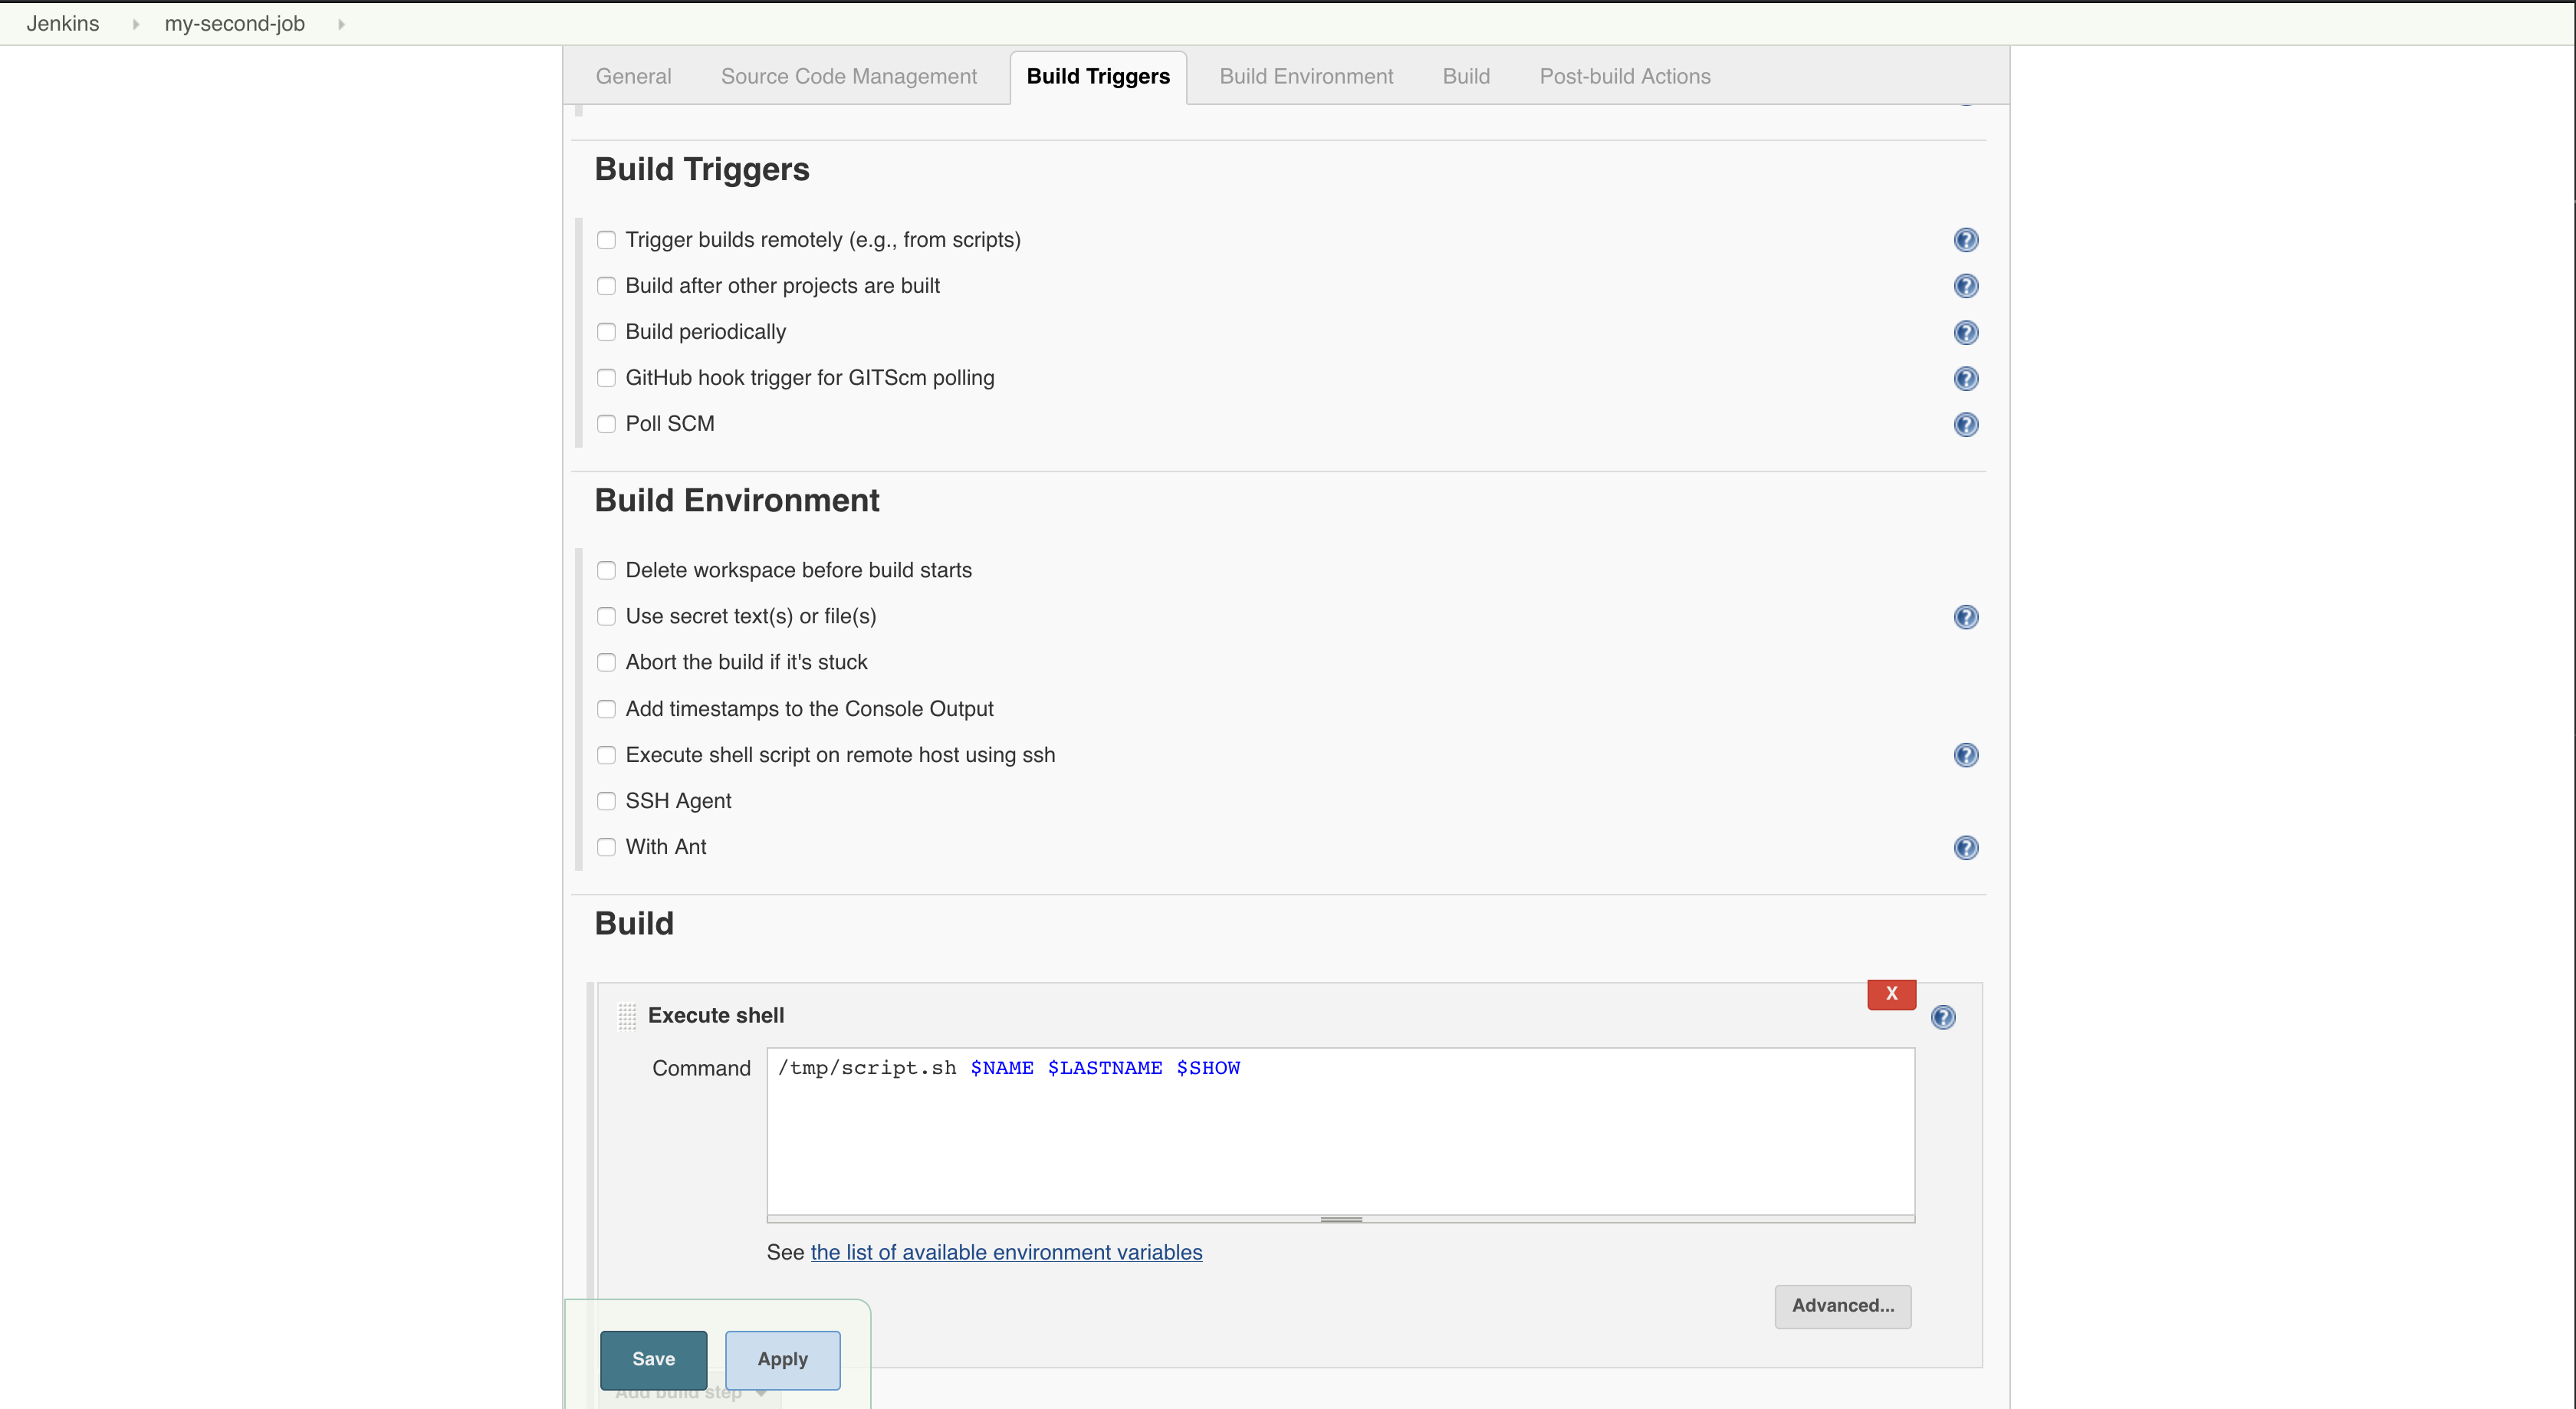 Jenkins my-second-job
General Source Code Management Build Triggers Build Environment Build Post-build Actions
Build Triggers
Trigger builds remotely (e.g., from scripts)
Build after other projects are built
Build periodically
GitHub hook trigger for GITScm polling
Poll SCM
Build Environment
Delete workspace before build starts
Use secret text(s) or file(s)
Abort the build if it's stuck
Add timestamps to the Console Output
Execute shell script on remote host using ssh
SSH Agent
With Ant
Build
X
Execute shell
Command /tmp/script.sh $NAME $LASTNAME $SHOW
See the list of available environment variables
Advanced...
Save Apply
Add build step